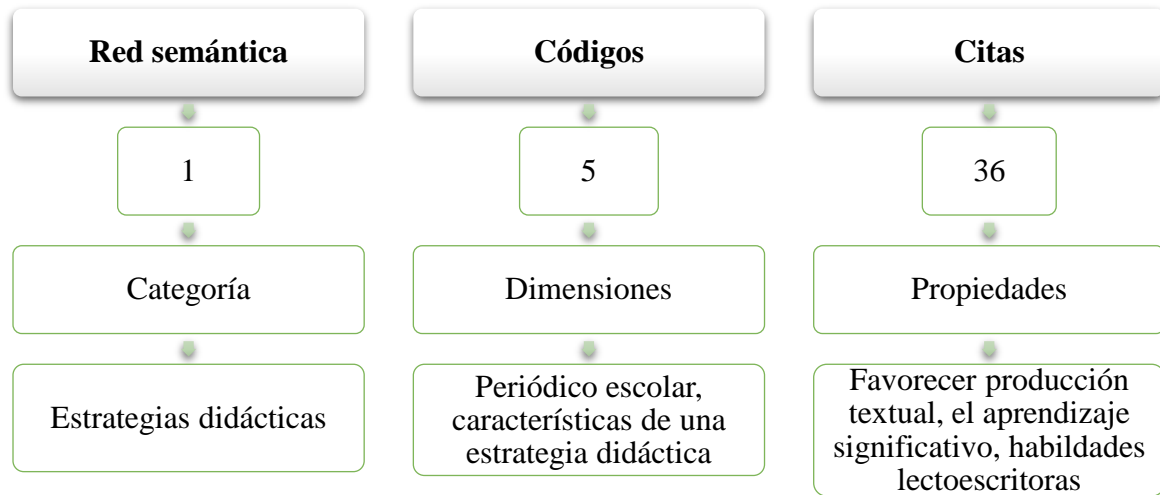 Red semántica
1
Categoría
Estrategias didácticas
Códigos
5
Dimensiones
Periódico escolar,
características de una
estrategia didáctica
Citas
36
Propiedades
Favorecer producción
textual, el aprendizaje
significativo, habildades
lectoescritoras